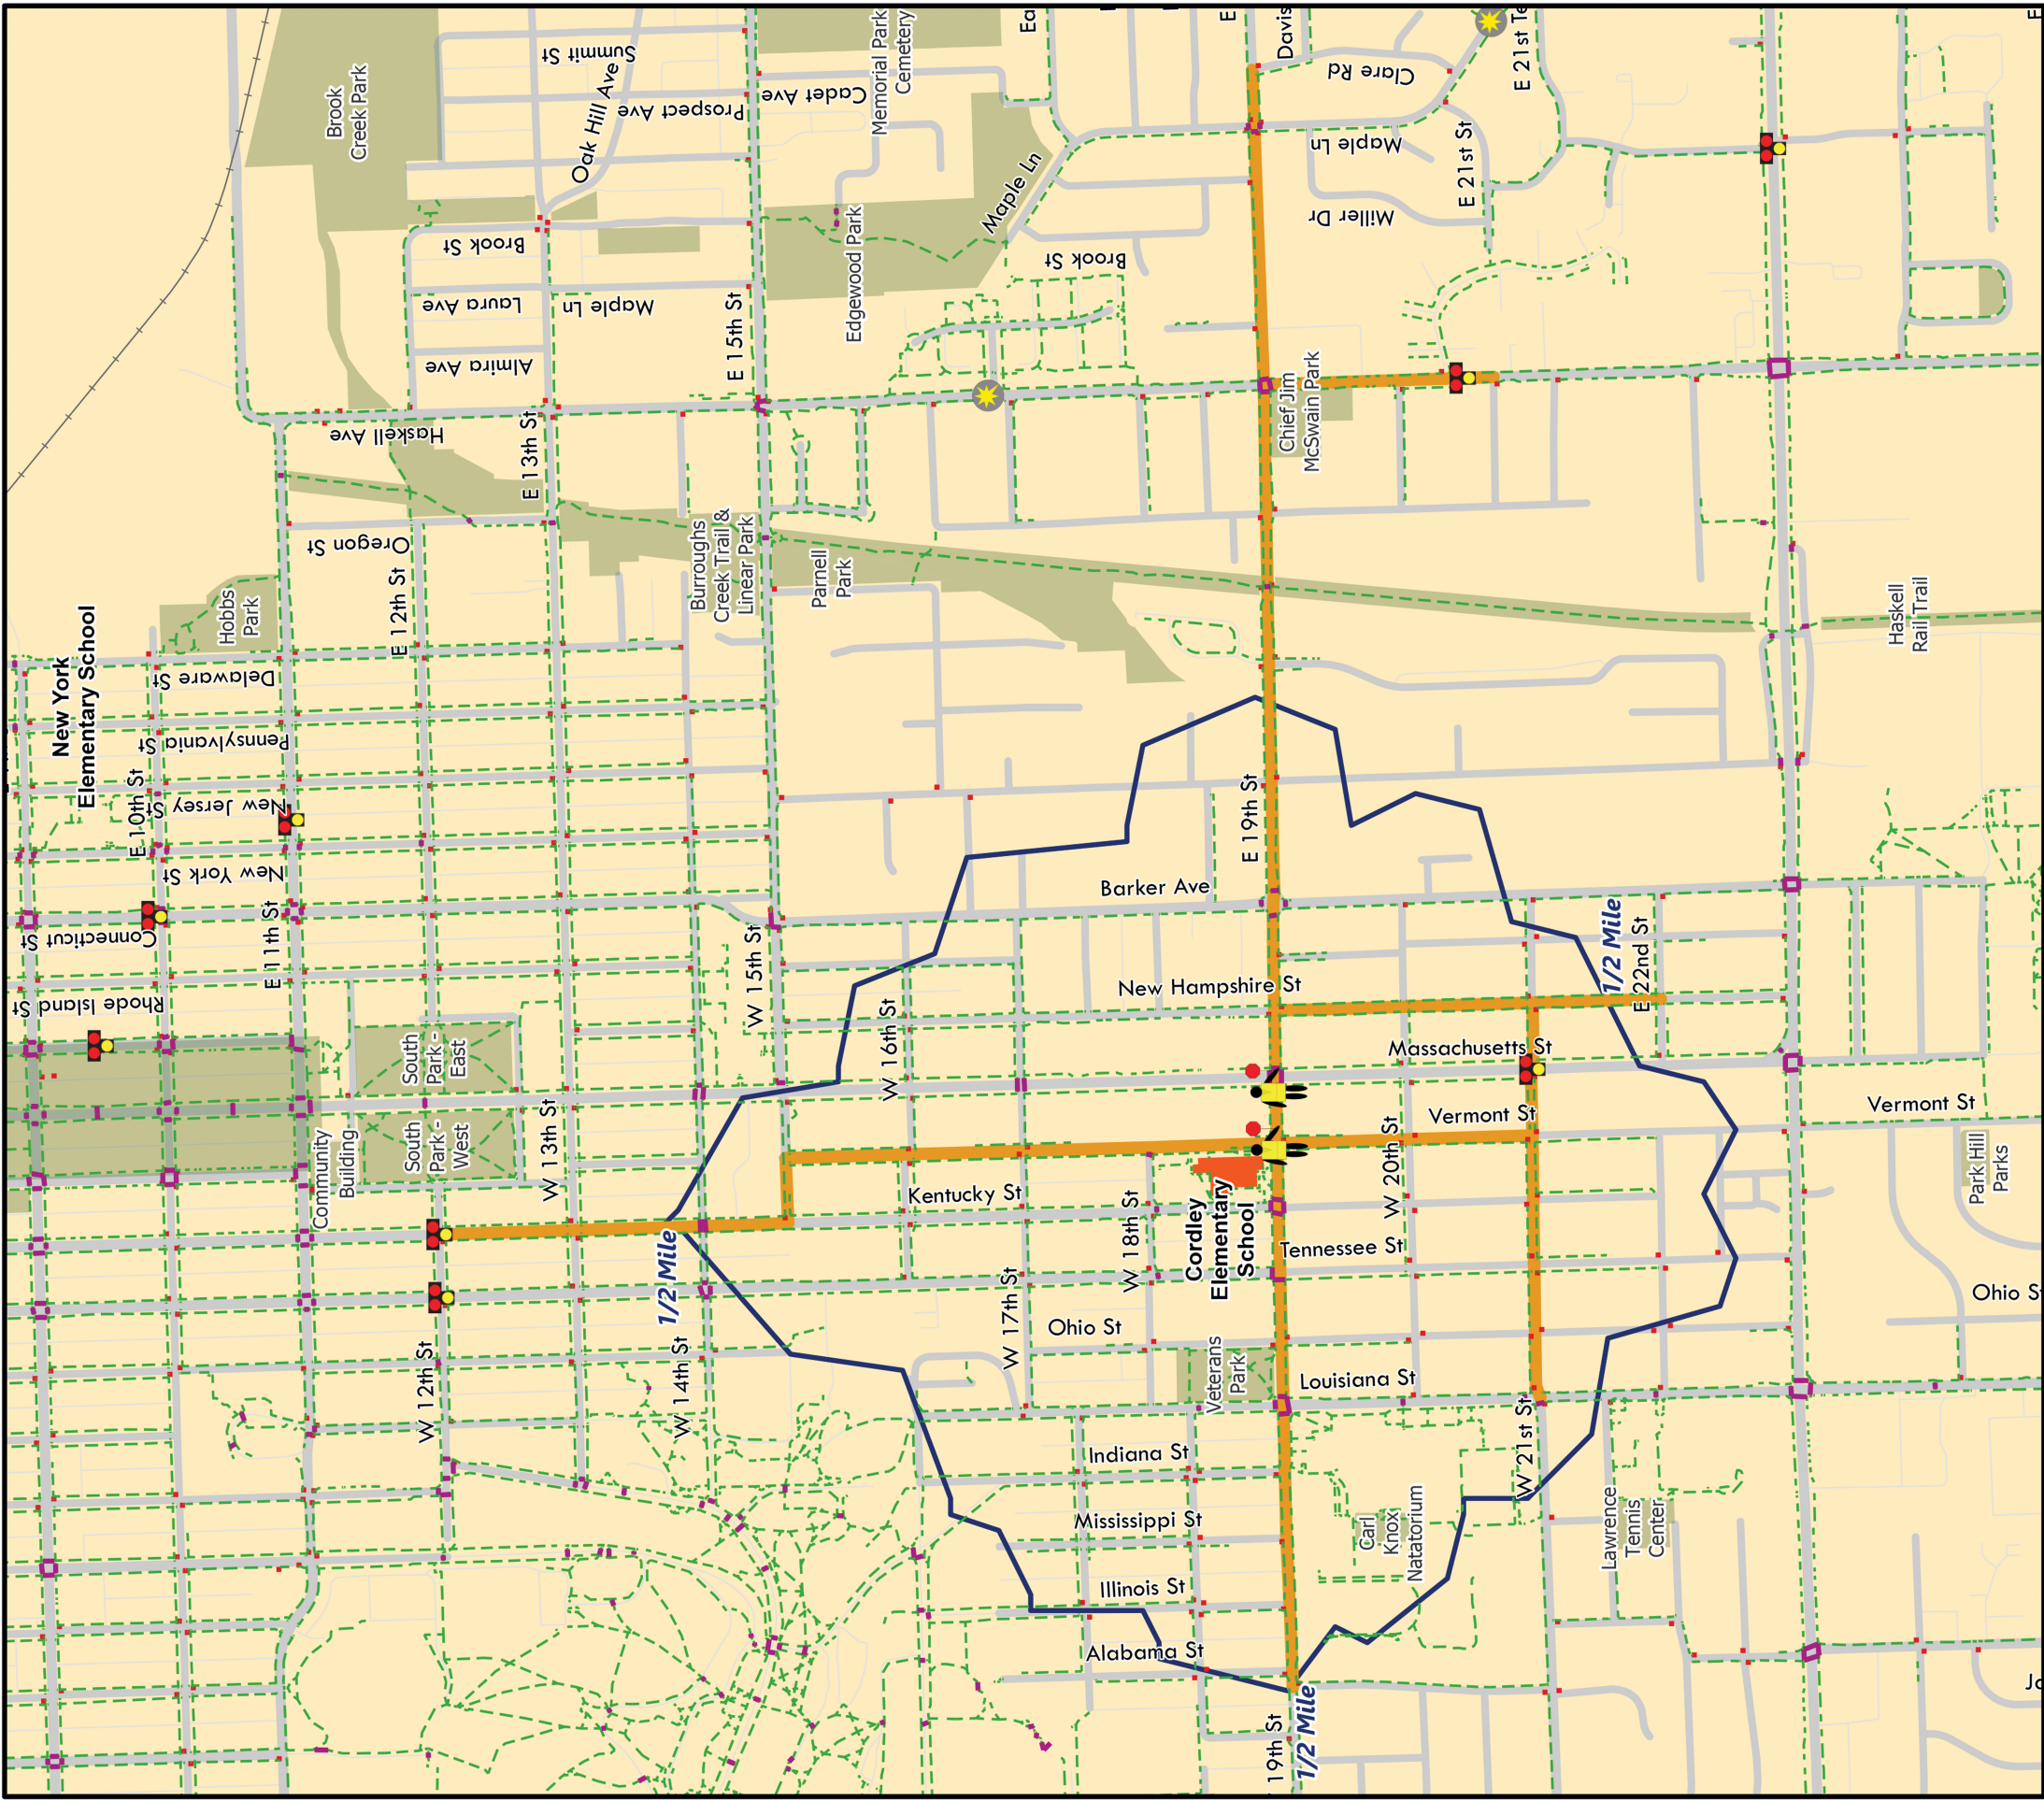 Summit St
Oak Hill Ave
Prospect Ave
Cadet Ave
Memorial Park
Cemetery
Ea
E
Davis
E 21st Te
Clare Rd
Brook
Creek Park
Maple Ln
E 21st St
Maple Ln
Miller Dr
Brook St
Edgewood Park
Brook St
Laura Ave
Maple Ln
E 15th St
Almira Ave
Haskell Ave
E 13th St
Chief Jim
McSwain Park
Oregon St
E 12th St
Burroughs
Creek Trail &
Linear Park
Parnell
Park
Hobbs
Park
Haskell
Rail Trail
New York
Elementary School
Delaware St
Pennsylvania St
E 10th St
New Jersey St
New York St
E 19th St
Barker Ave
Connecticut St
E 11th St
W 15th St
1/2 Mile
E 22nd St
Rhode Island St
New Hampshire St
W 16th St
South
Park -
East
Massachusetts St
Vermont St
Vermont St
Community
Building
South
Park -
West
W 13th St
Kentucky St
W 18th St
Cordley
Elementary
School
W 20th St
Park Hill
Parks
Tennessee St
1/2 Mile
W 17th St
Ohio St
Ohio St
W 12th St
W 14th St
Veterans
Park
Louisiana St
W 21st St
Indiana St
Mississippi St
Carl
Knox
Natatorium
Lawrence
Tennis
Center
Illinois St
Alabama St
19th St
1/2 Mile
Jo